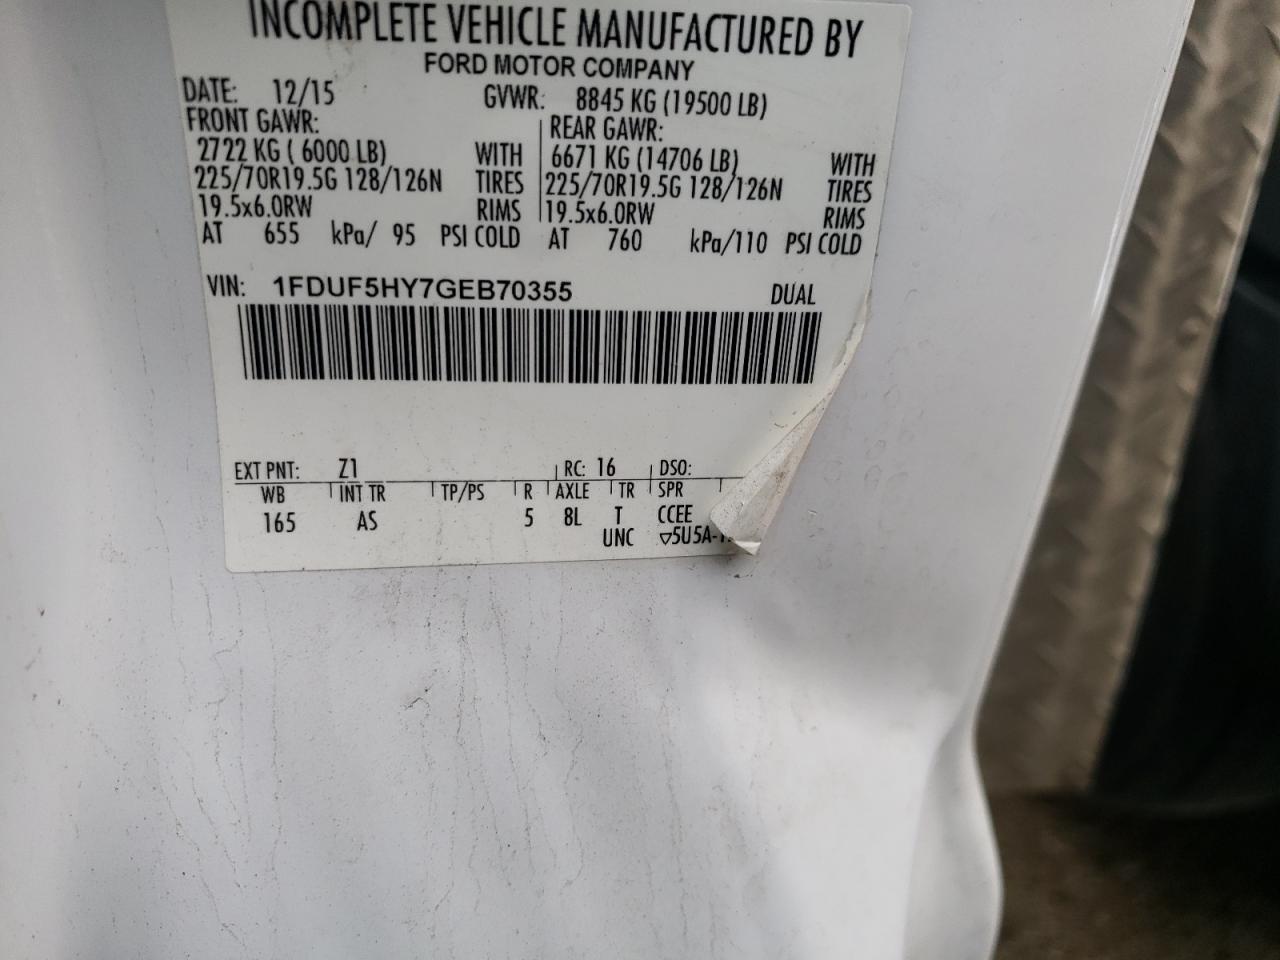 INCOMPLETE VEHICLE MANUFACTURED BY
FORD MOTOR COMPANY
DATE: 12/15 GVWR: 8845 KG (19500 LB)
FRONT GAWR: REAR GAWR:
2722 KG ( 6000 LB) WITH 6671 KG (14706 LB) WITH
225/70R19.5G 128/126N TIRES 225/70R19.5G 128/126N TIRES
19.5x6.0RW RIMS 19.5x6.0RW RIMS
AT 655 kPa/ 95 PSI COLD AT 760 kPa/110 PSI COLD
VIN: 1FDUF5HY7GEB70355 DUAL
EXT PNT: Z1 RC: 16 DSO:
WB INT TR TP/PS R AXLE TR SPR
165 AS 5 8L T CCEE
UNC ▽5U5A-